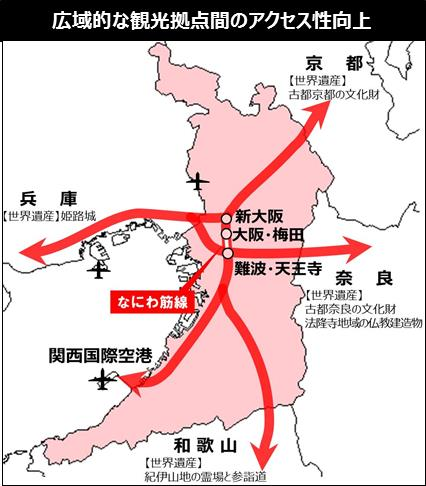 広域的な観光拠点間のアクセス性向上
京 都
【世界遺産】
古都京都の文化財
兵 庫
【世界遺産】姫路城
新大阪
大阪・梅田
難波・天王寺
なにわ筋線
奈 良
【世界遺産】
古都奈良の文化財
法隆寺地域の仏教建造物
関西国際空港
和 歌 山
【世界遺産】
紀伊山地の霊場と参詣道